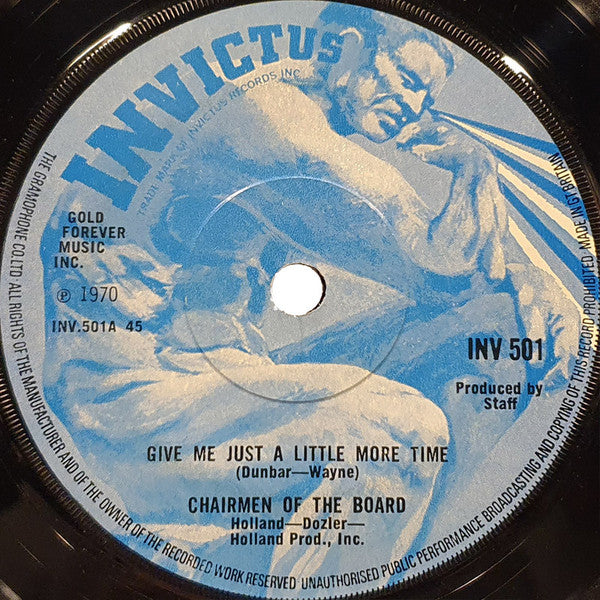 INVICTUS
TRADE MARK OF INVICTUS RECORDS INC.
GOLD
FOREVER
MUSIC
INC.
℗ 1970
INV.501A 45
INV 501
Produced by
Staff
GIVE ME JUST A LITTLE MORE TIME
(Dunbar—Wayne)
CHAIRMEN OF THE BOARD
Holland—Dozler—
Holland Prod., Inc.
THE GRAMOPHONE CO.LTD ALL RIGHTS OF THE MANUFACTURER AND OF THE OWNER OF THE RECORDED WORK RESERVED UNAUTHORISED PUBLIC PERFORMANCE BROADCASTING AND COPYING OF THIS RECORD PROHIBITED MADE IN GT. BRITAIN